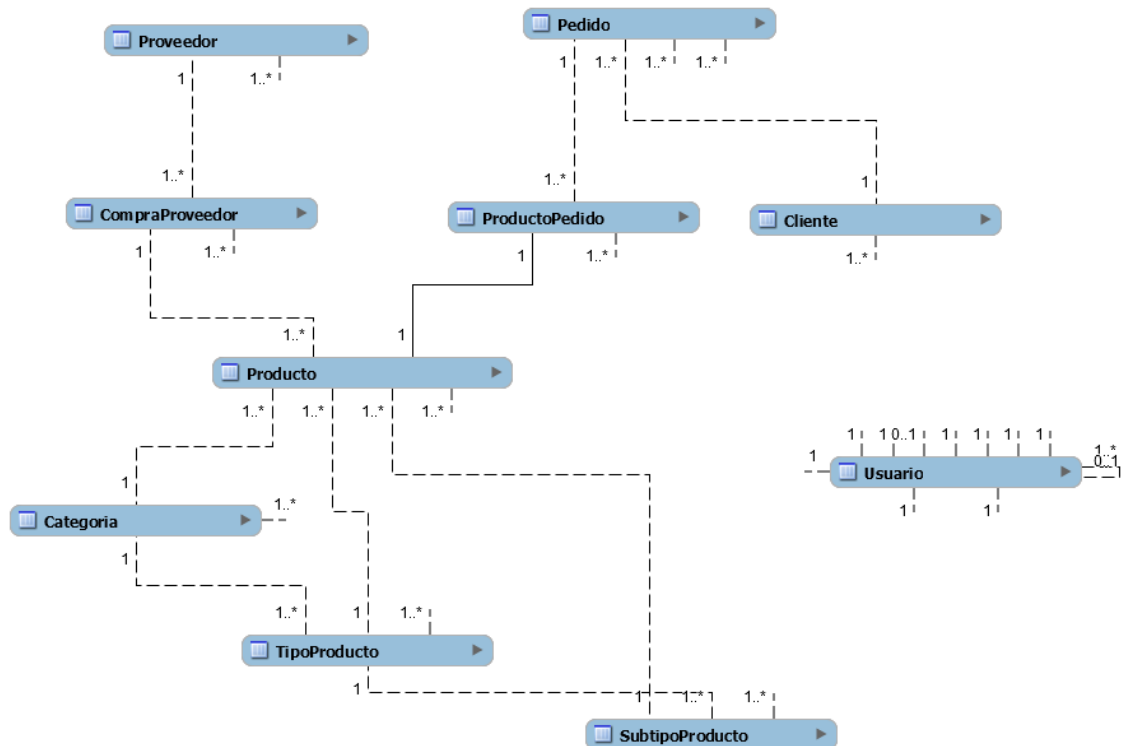 Pedido
Proveedor
1 1..*
1 1..* 1..* 1..*
1..*
1..*
1
CompraProveedor
ProductoPedido
Cliente
1 1..*
1 1..*
1..*
1..*
1
Producto
1..* 1..* 1..* 1..*
1 1 0..1 1 1 1 1
1..*
0..1
1
Usuario
1
1..*
1 1
Categoria
1
1..* 1 1..*
TipoProducto
1
1 1..* 1..*
SubtipoProducto